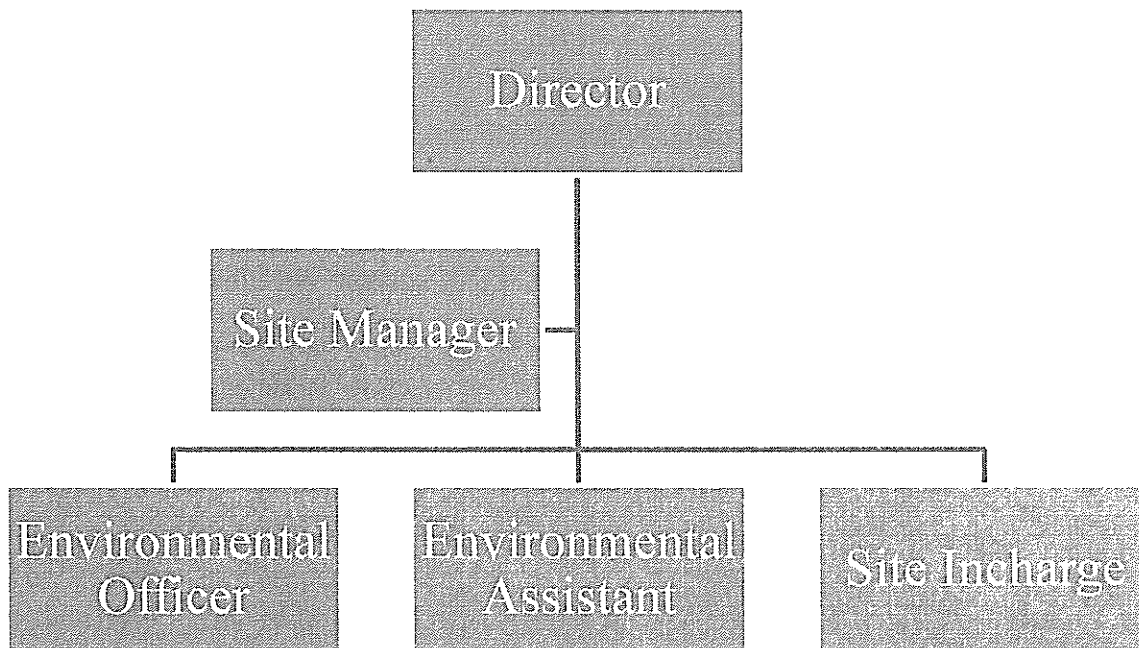 Director
Site Manager
Environmental
Officer
Environmental
Assistant
Site Incharge